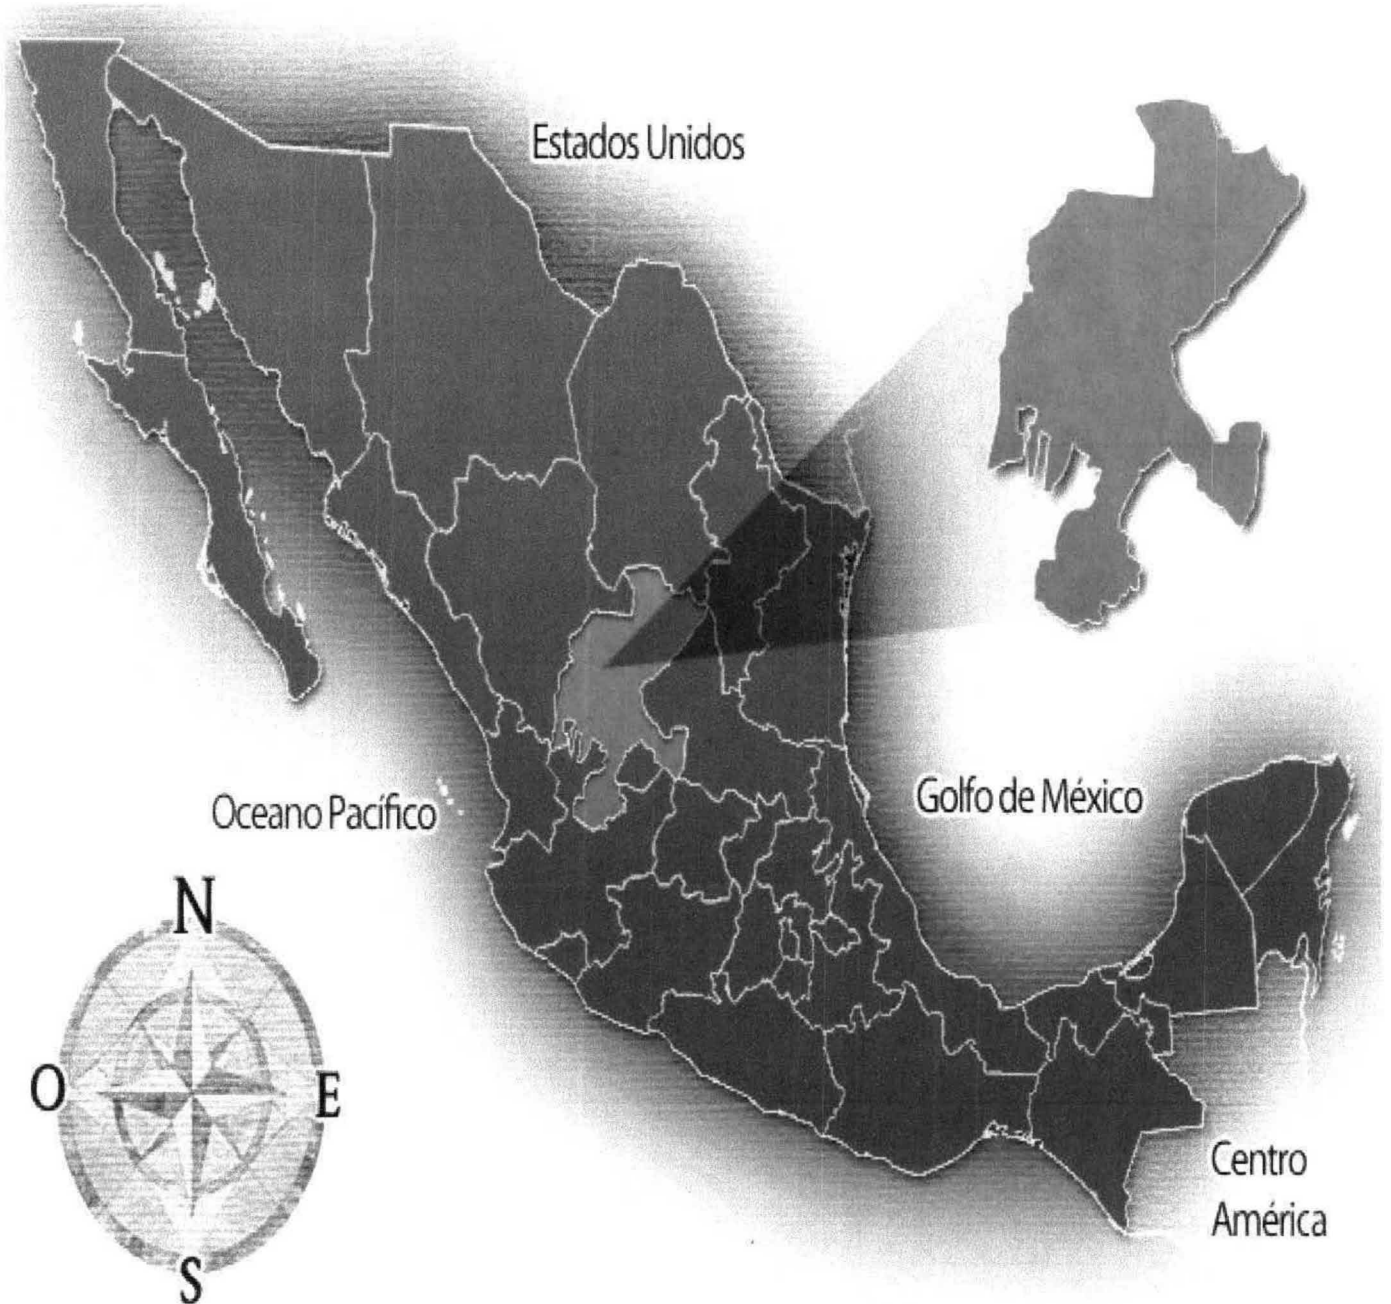 Estados Unidos
Golfo de México
Oceano Pacífico
N
O
E
S
Centro
América